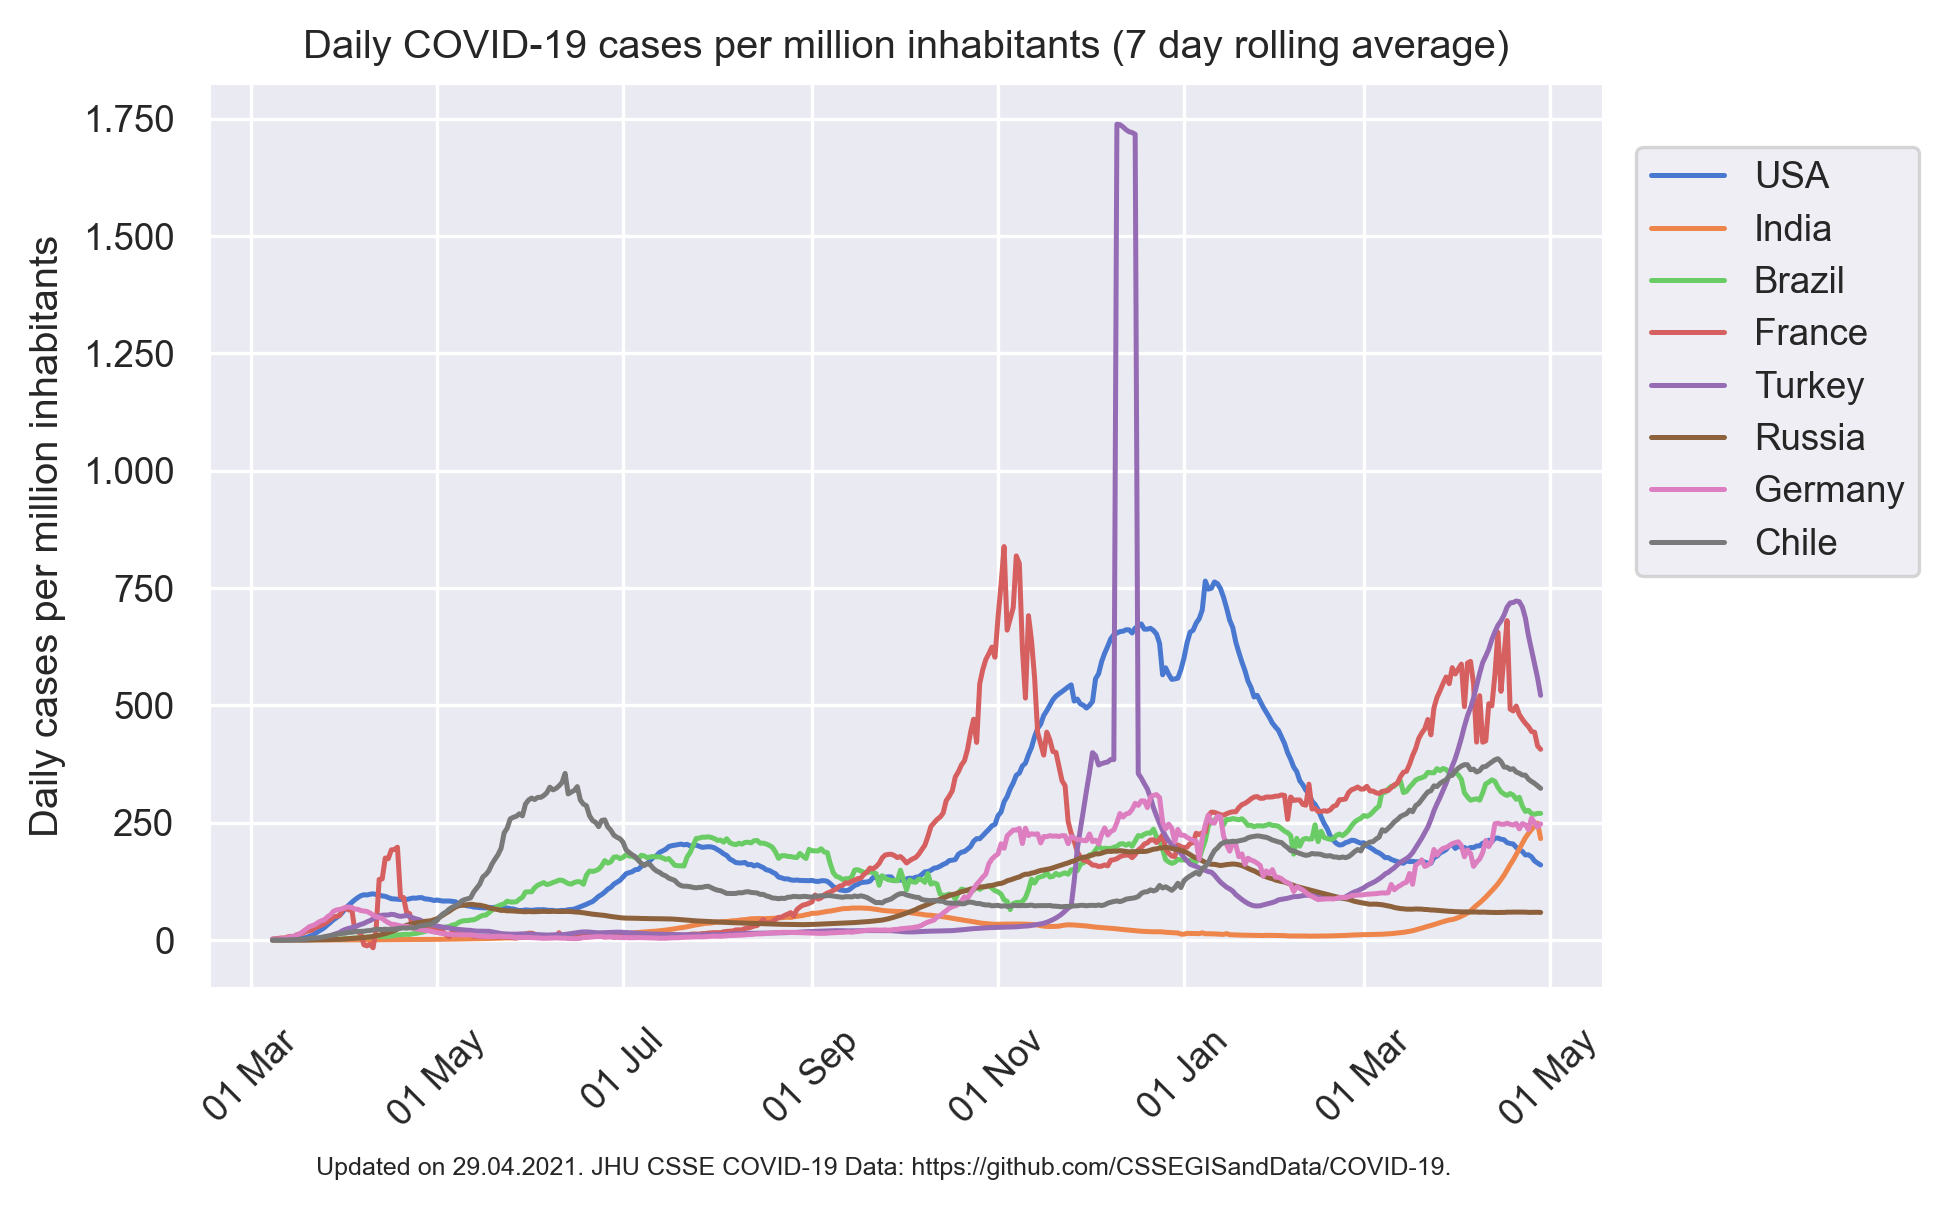 Daily COVID-19 cases per million inhabitants (7 day rolling average)
Daily cases per million inhabitants
1.750
1.500
1.250
1.000
750
500
250
0
01 Mar
01 May
01 Jul
01 Sep
01 Nov
01 Jan
01 Mar
01 May
USA
India
Brazil
France
Turkey
Russia
Germany
Chile
Updated on 29.04.2021. JHU CSSE COVID-19 Data: https://github.com/CSSEGISandData/COVID-19.